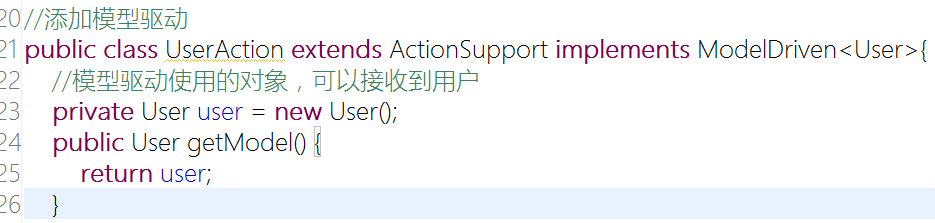 20//添加模型驱动
21public class UserAction extends ActionSupport implements ModelDriven<User>{
22 //模型驱动使用的对象，可以接收到用户
23 private User user = new User();
24 public User getModel() {
25 return user;
26 }